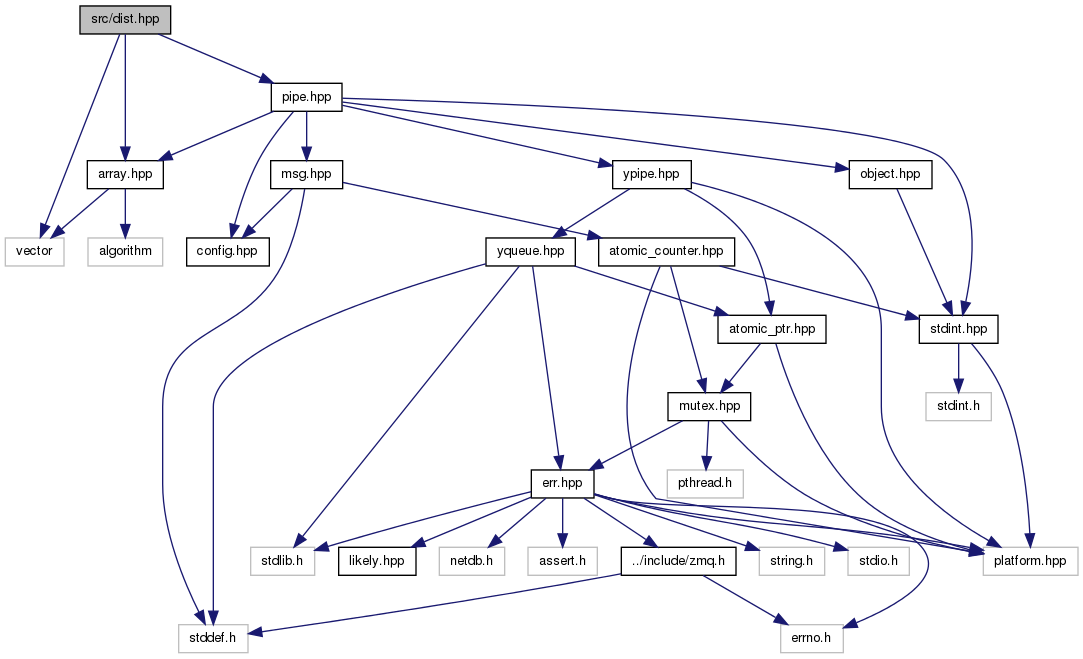 src/dist.hpp
pipe.hpp
array.hpp
msg.hpp
ypipe.hpp
object.hpp
vector
algorithm
config.hpp
yqueue.hpp
atomic_counter.hpp
atomic_ptr.hpp
stdint.hpp
mutex.hpp
stdint.h
err.hpp
pthread.h
stdlib.h
likely.hpp
netdb.h
assert.h
../include/zmq.h
string.h
stdio.h
platform.hpp
stddef.h
errno.h